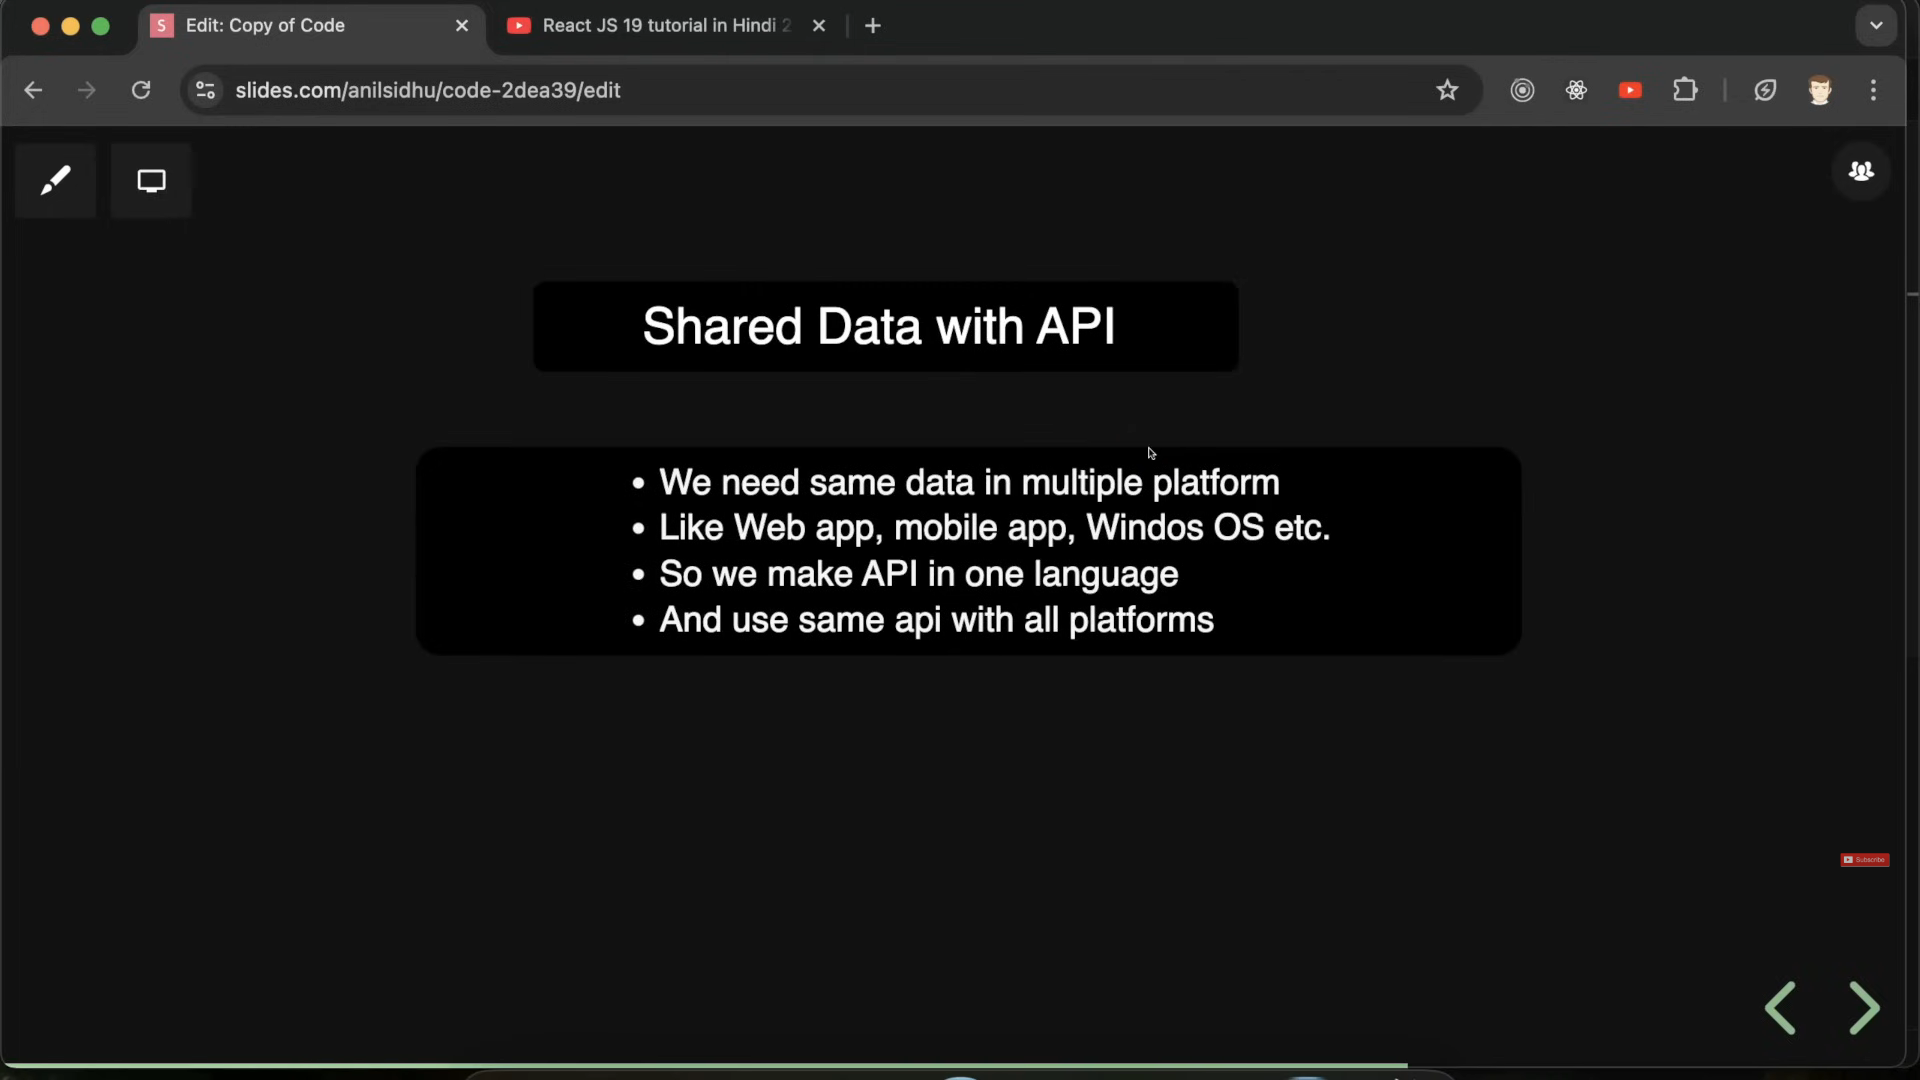 S Edit: Copy of Code
React JS 19 tutorial in Hindi 2
slides.com/anilsidhu/code-2dea39/edit
Shared Data with API
• We need same data in multiple platform
• Like Web app, mobile app, Windos OS etc.
• So we make API in one language
• And use same api with all platforms
Subscribe